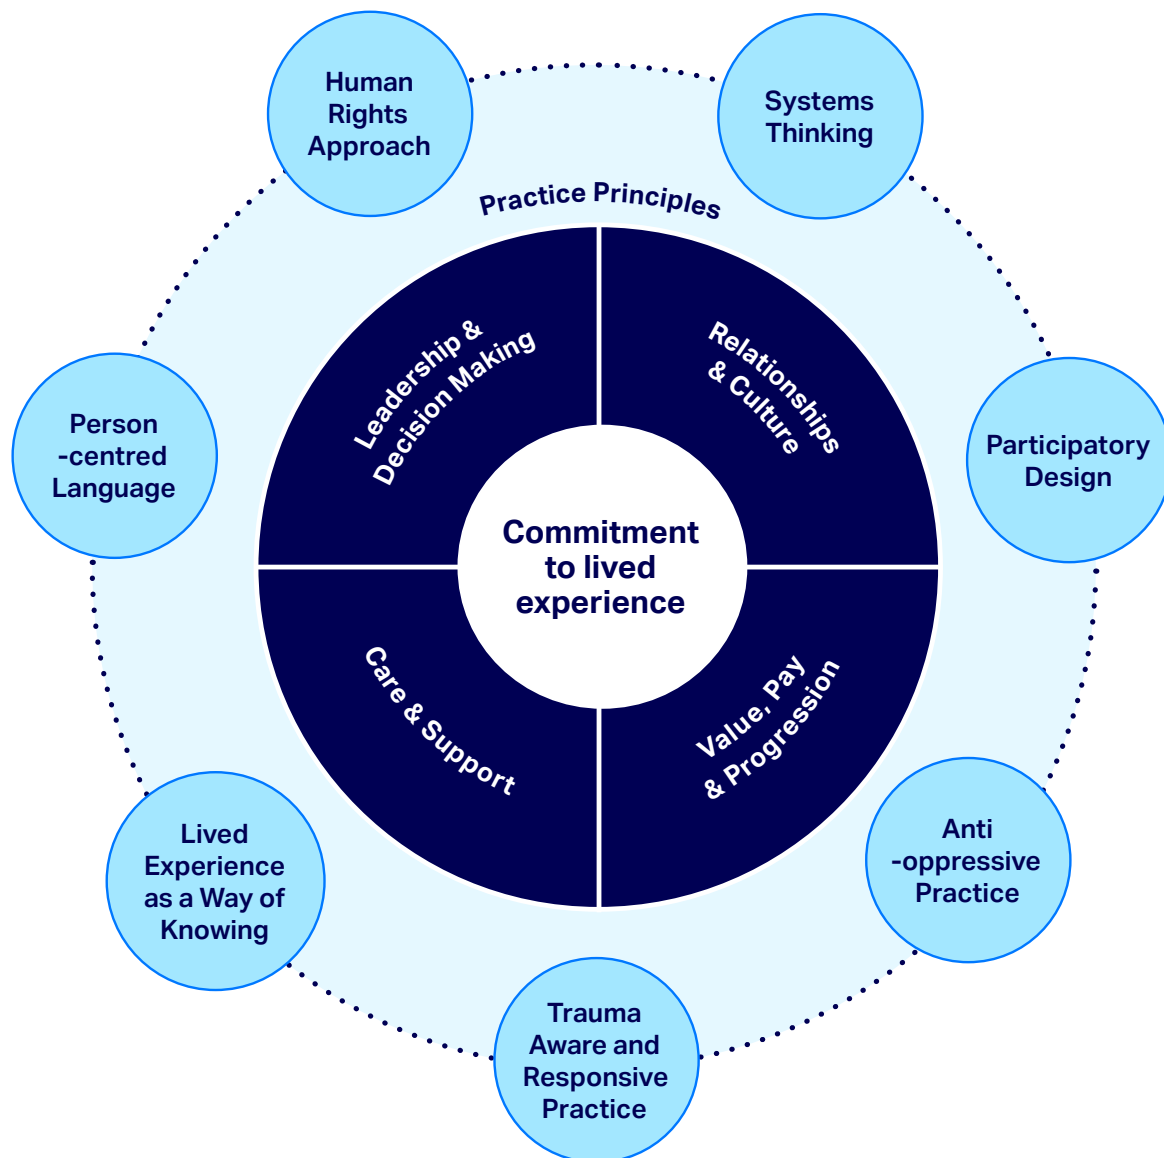 Human
Rights
Approach
Systems
Thinking
Practice Principles
Leadership &
Decision Making
Relationships
& Culture
Person
-centred
Language
Participatory
Design
Commitment
to lived
experience
Care & Support
Value, Pay
& Progression
Lived
Experience
as a Way of
Knowing
Anti
-oppressive
Practice
Trauma
Aware and
Responsive
Practice